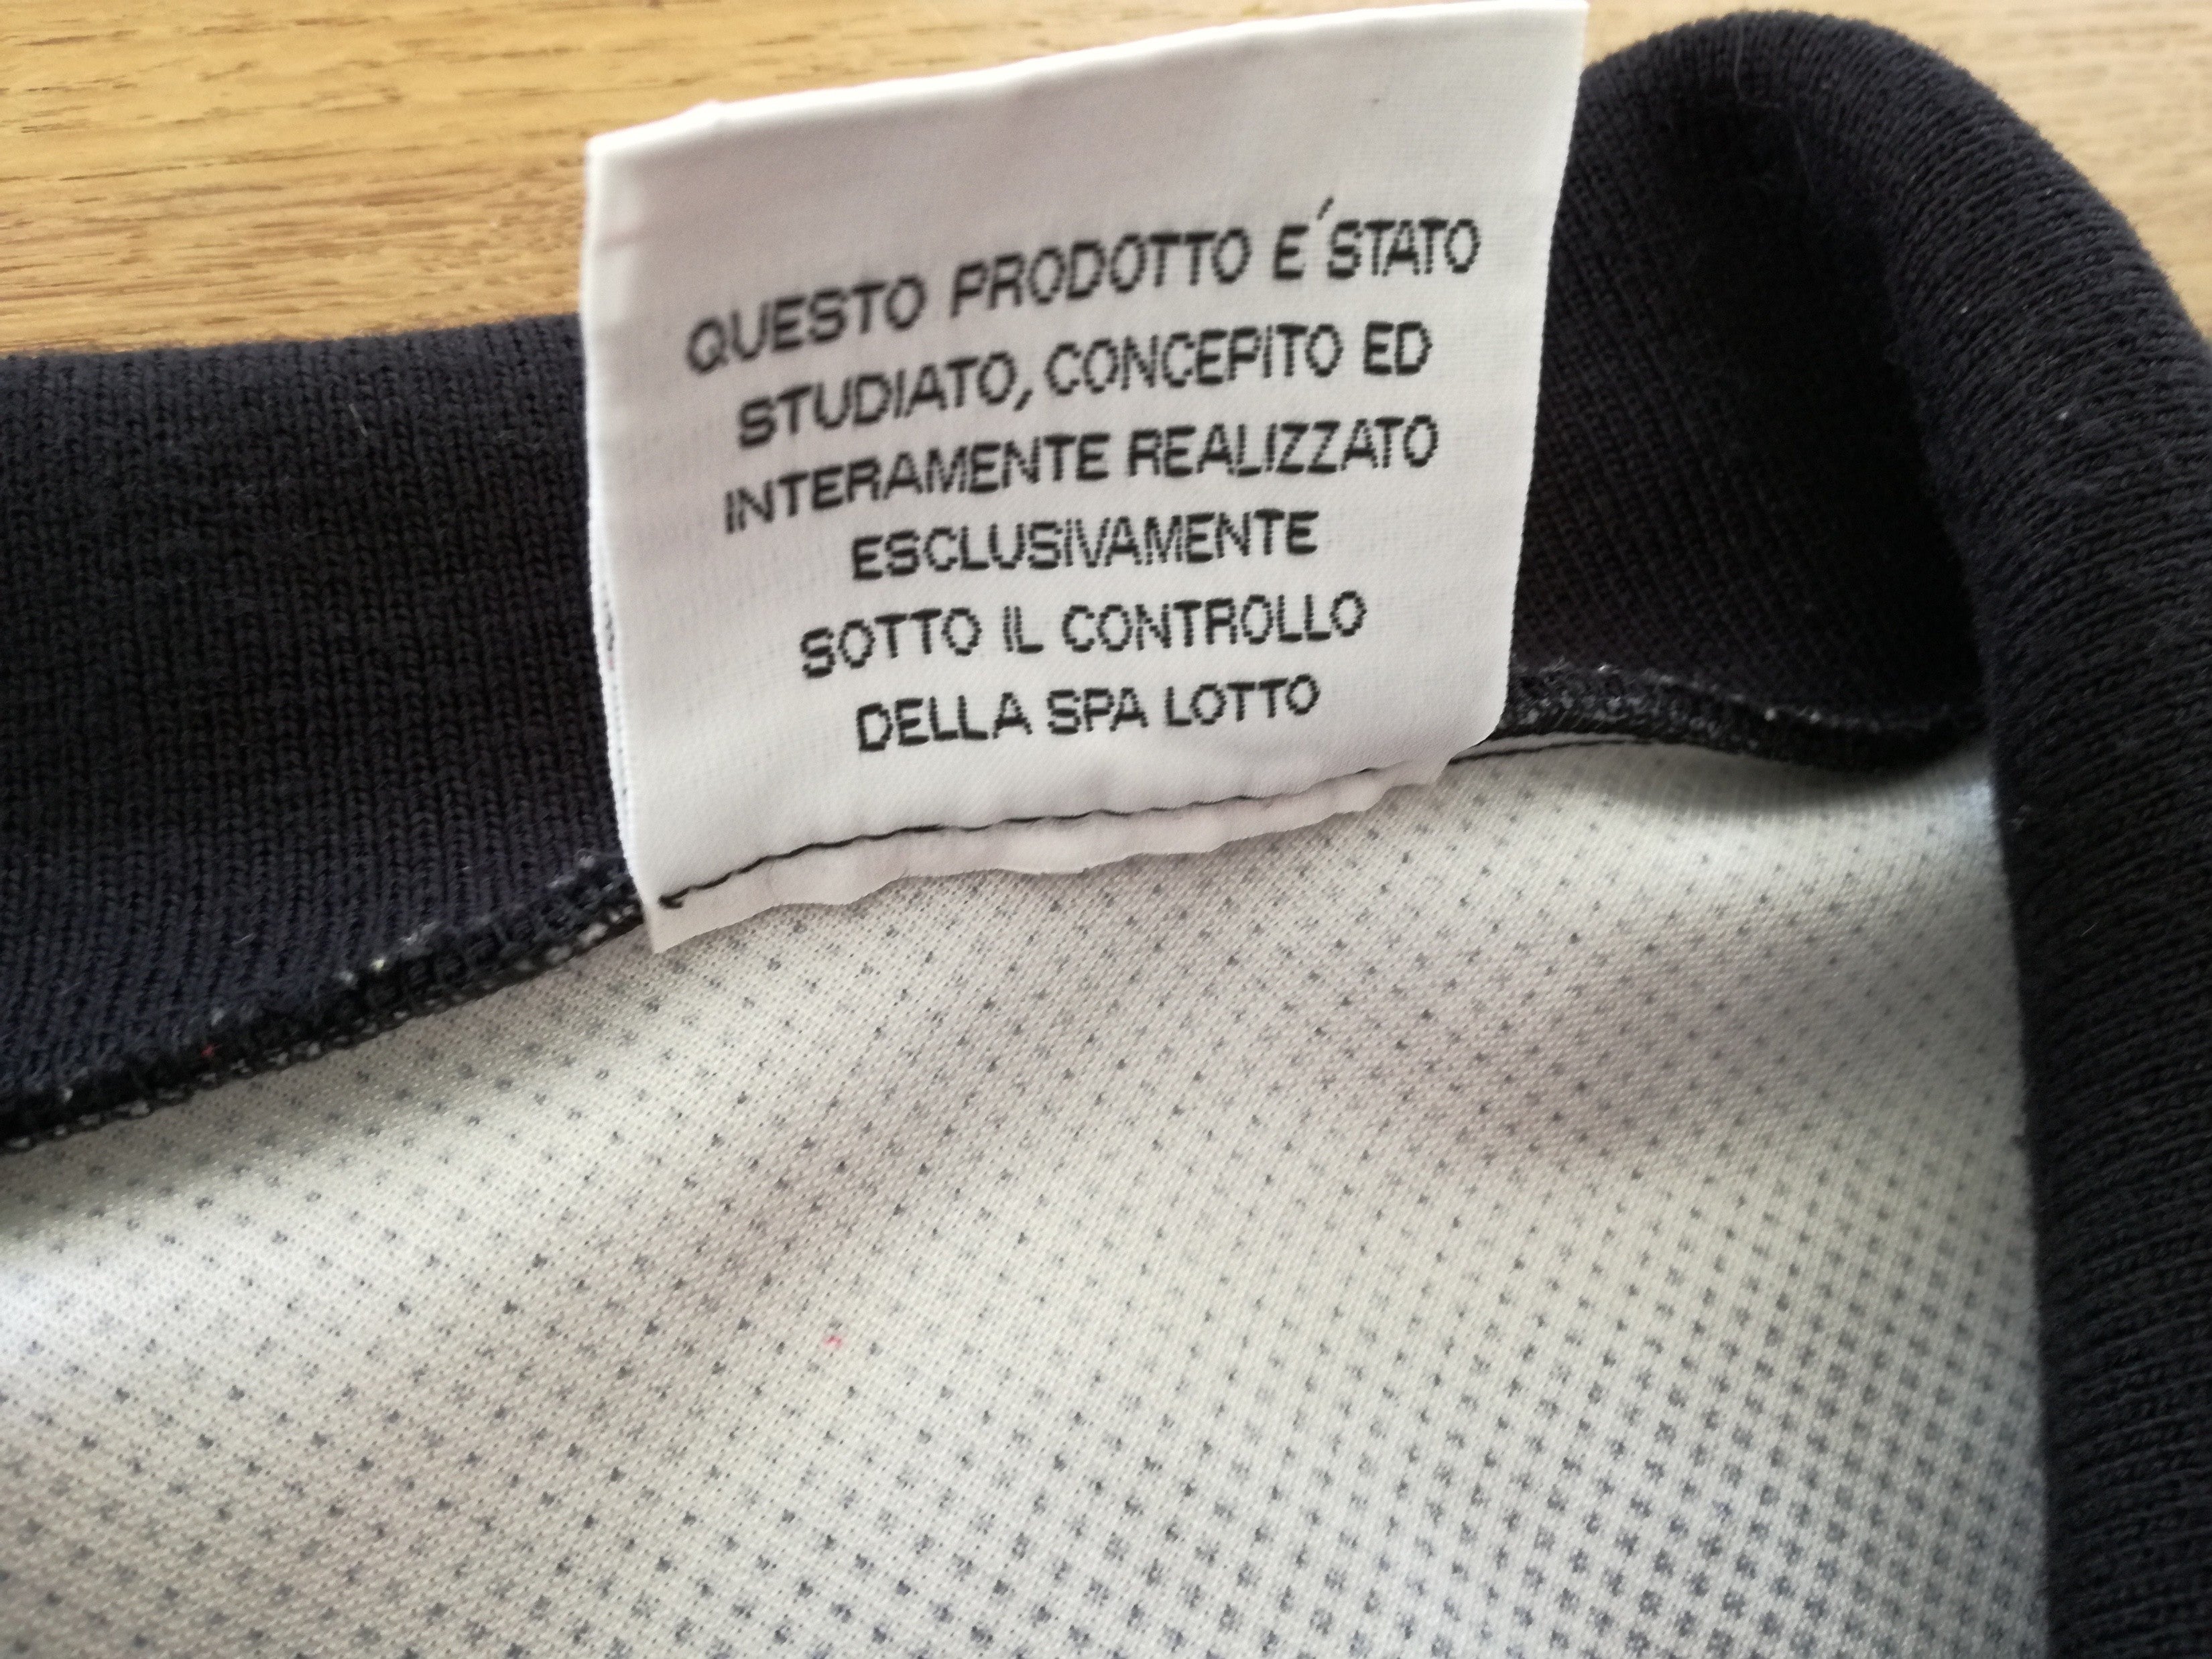 QUESTO PRODOTTO E´ STATO
STUDIATO, CONCEPITO ED
INTERAMENTE REALIZZATO
ESCLUSIVAMENTE
SOTTO IL CONTROLLO
DELLA SPA LOTTO